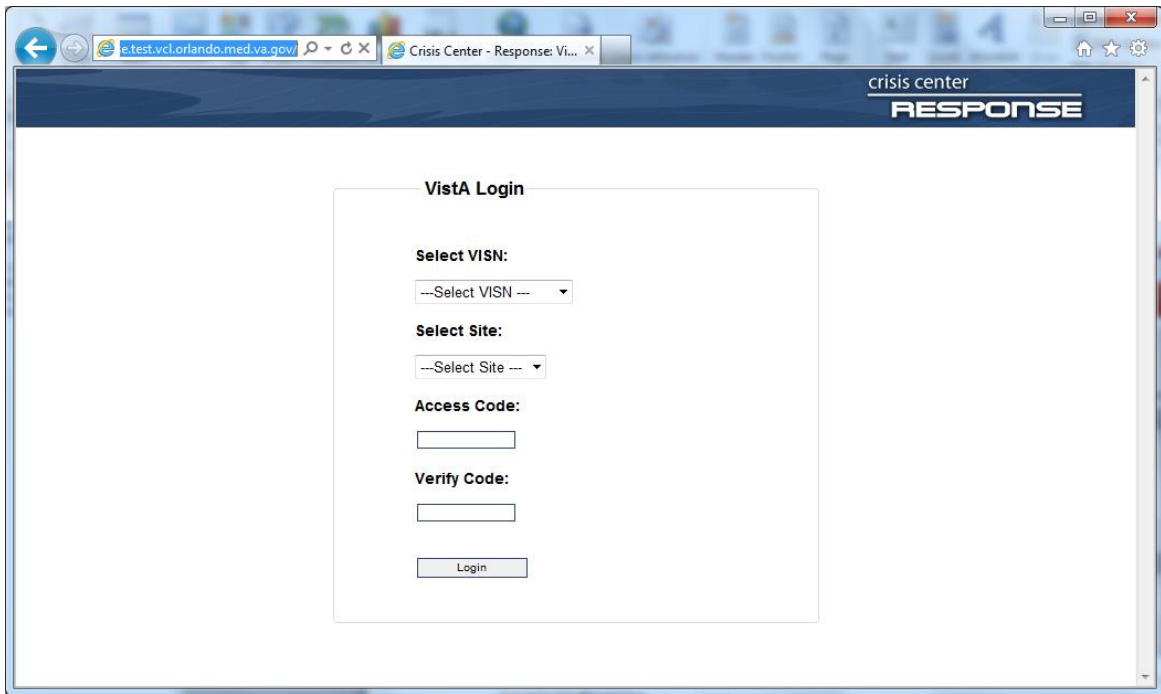 e.test.vcl.orlando.med.va.gov/
Crisis Center - Response: Vi...
crisis center
RESPONSE
VistA Login
Select VISN:
---Select VISN ---
Select Site:
---Select Site ---
Access Code:
Verify Code:
Login